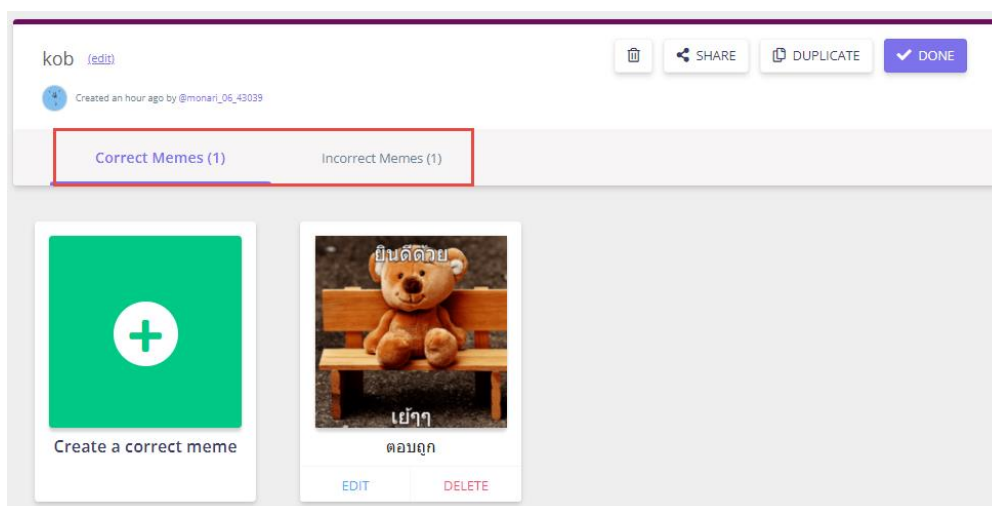 kob (edit)
SHARE
DUPLICATE
DONE
Created an hour ago by @monari_06_43039
Correct Memes (1)
Incorrect Memes (1)
ยินดีด้วย
เย้ๆๆ
Create a correct meme
ตอบถูก
EDIT
DELETE